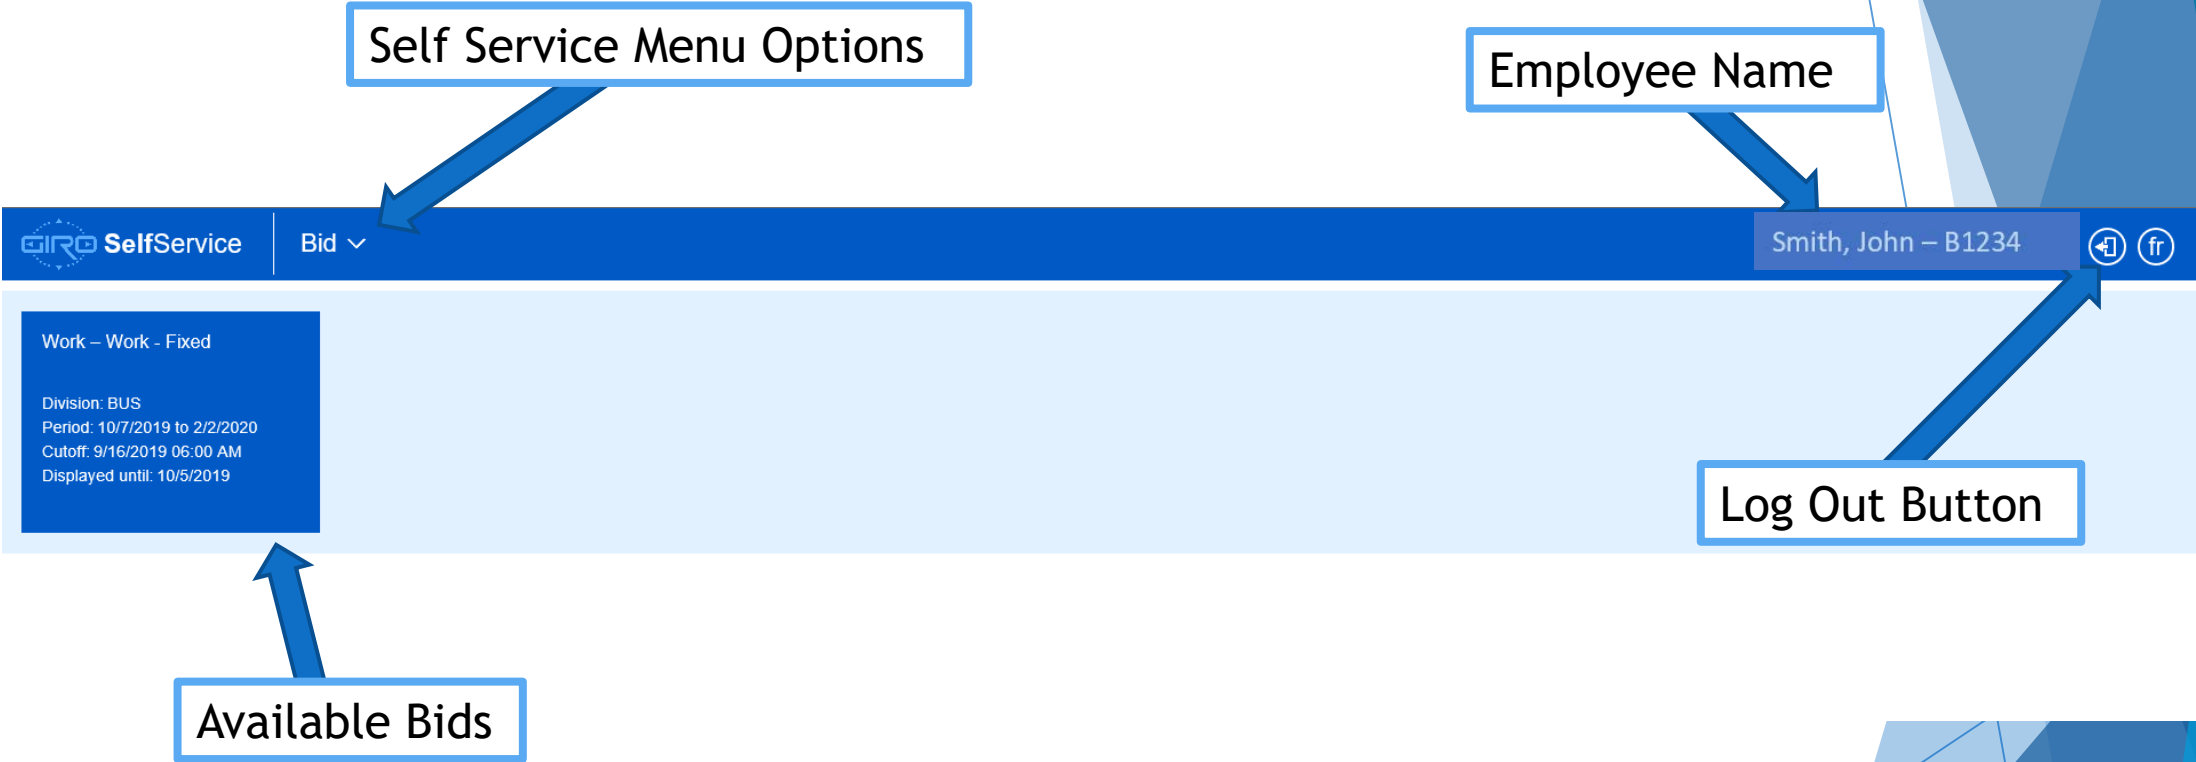 Self Service Menu Options
Employee Name
GIRO SelfService
Bid
Smith, John – B1234
fr
Work – Work - Fixed
Division: BUS
Period: 10/7/2019 to 2/2/2020
Cutoff: 9/16/2019 06:00 AM
Displayed until: 10/5/2019
Log Out Button
Available Bids